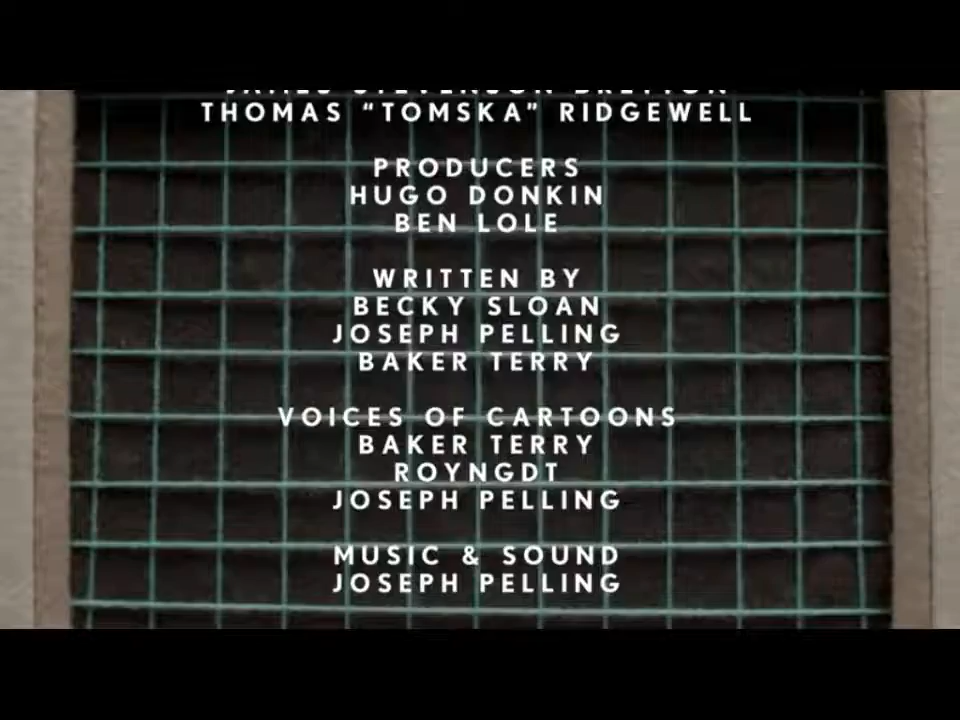 THOMAS “TOMSKA” RIDGEWELL
PRODUCERS
HUGO DONKIN
BEN LOLE
WRITTEN BY
BECKY SLOAN
JOSEPH PELLING
BAKER TERRY
VOICES OF CARTOONS
BAKER TERRY
ROYNGDT
JOSEPH PELLING
MUSIC & SOUND
JOSEPH PELLING